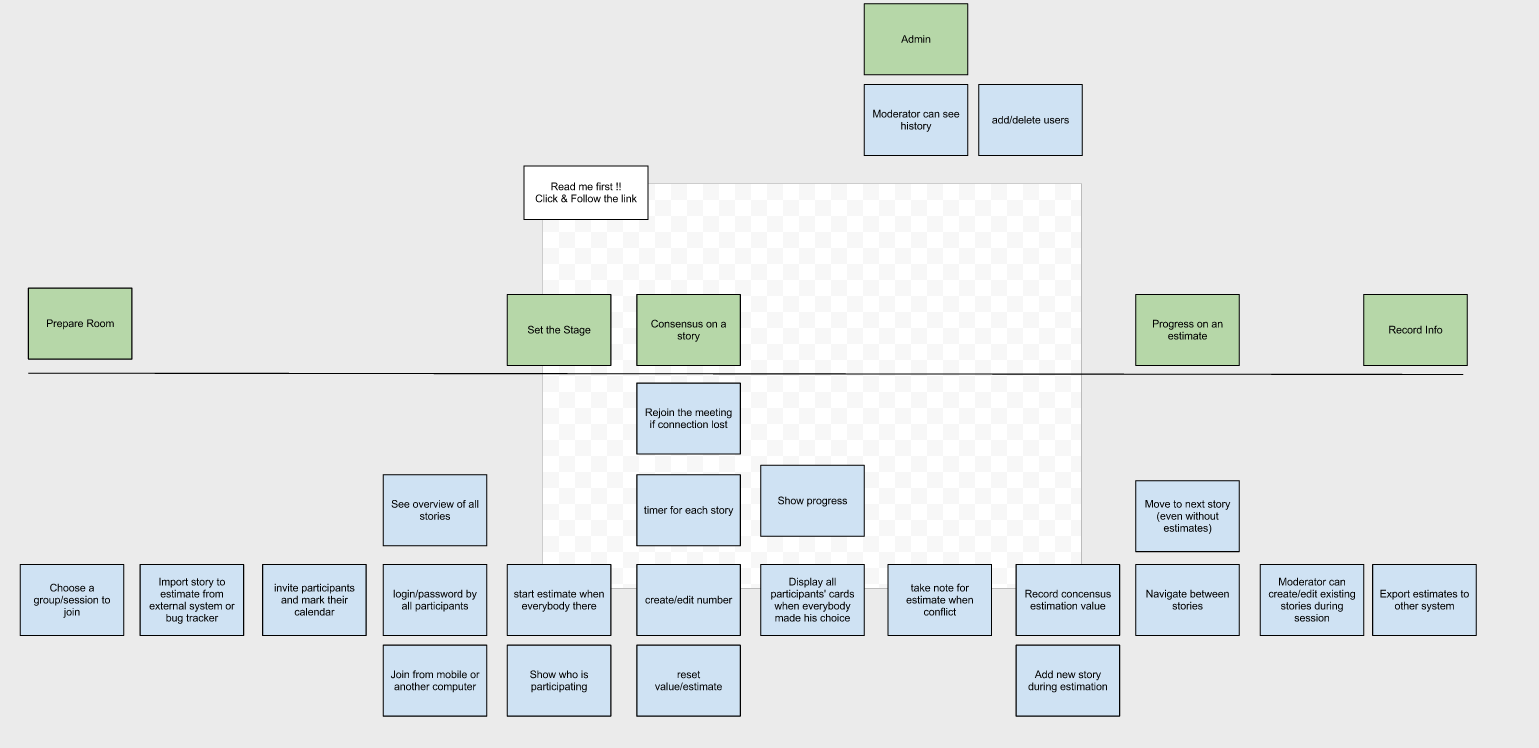 Admin
Moderator can see
history
add/delete users
Read me first !!
Click & Follow the link
Prepare Room
Set the Stage
Consensus on a
story
Progress on an
estimate
Record Info
Rejoin the meeting
if connection lost
See overview of all
stories
timer for each story
Show progress
Move to next story
(even without
estimates)
Choose a
group/session to
join
Import story to
estimate from
external system or
bug tracker
invite participants
and mark their
calendar
login/password by
all participants
start estimate when
everybody there
create/edit number
Display all
participants' cards
when everybody
made his choice
take note for
estimate when
conflict
Record concensus
estimation value
Navigate between
stories
Moderator can
create/edit existing
stories during
session
Export estimates to
other system
Join from mobile or
another computer
Show who is
participating
reset
value/estimate
Add new story
during estimation